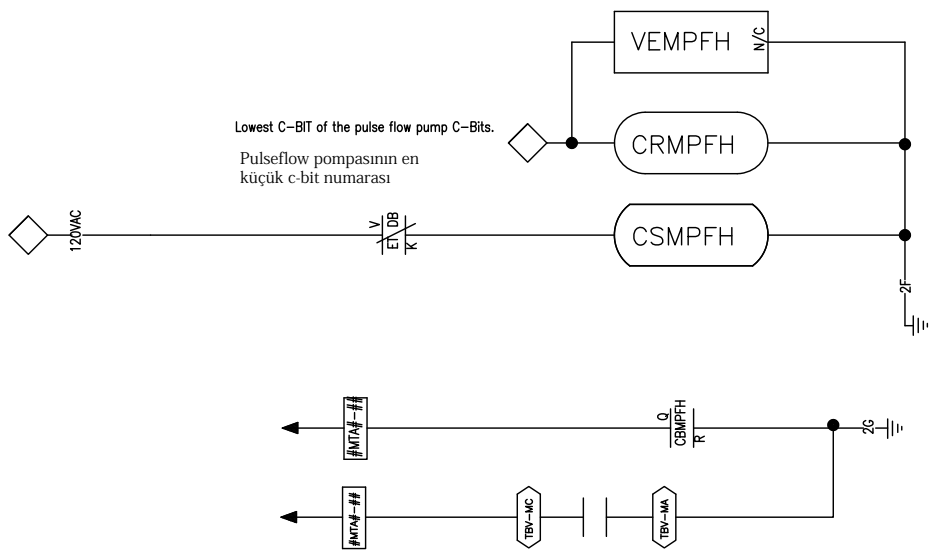 VEMPFH N/C
Lowest C-BIT of the pulse flow pump C-Bits.
CRMPFH
Pulseflow pompasının en
küçük c-bit numarası
120VAC
V
ET DB
K
CSMPFH
2F
#MTA#-##
Q
CBMPFH
R
2G
#MTA#-##
TBV-MC
TBV-MA